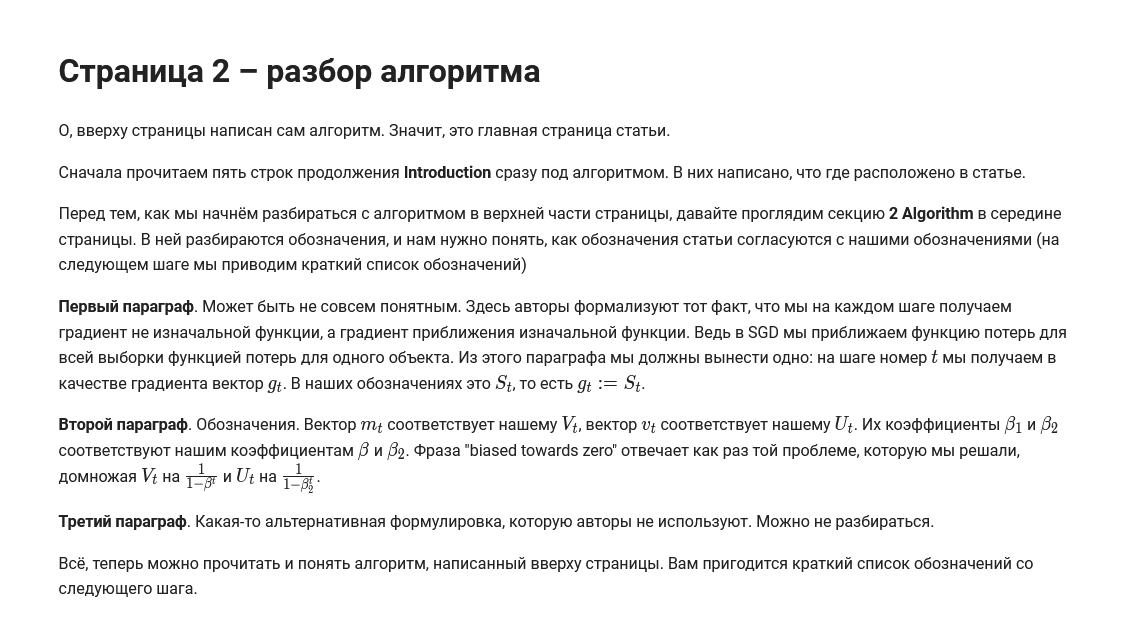 Страница 2 – разбор алгоритма
О, вверху страницы написан сам алгоритм. Значит, это главная страница статьи.
Сначала прочитаем пять строк продолжения Introduction сразу под алгоритмом. В них написано, что где расположено в статье.
Перед тем, как мы начнём разбираться с алгоритмом в верхней части страницы, давайте проглядим секцию 2 Algorithm в середине
страницы. В ней разбираются обозначения, и нам нужно понять, как обозначения статьи согласуются с нашими обозначениями (на
следующем шаге мы приводим краткий список обозначений)
Первый параграф. Может быть не совсем понятным. Здесь авторы формализуют тот факт, что мы на каждом шаге получаем
градиент не изначальной функции, а градиент приближения изначальной функции. Ведь в SGD мы приближаем функцию потерь для
всей выборки функцией потерь для одного объекта. Из этого параграфа мы должны вынести одно: на шаге номер $t$ мы получаем в
качестве градиента вектор $g_t$. В наших обозначениях это $S_t$, то есть $g_t := S_t$.
Второй параграф. Обозначения. Вектор $m_t$ соответствует нашему $V_t$, вектор $v_t$ соответствует нашему $U_t$. Их коэффициенты $\beta_1$ и $\beta_2$
соответствуют нашим коэффициентам $\beta$ и $\beta_2$. Фраза "biased towards zero" отвечает как раз той проблеме, которую мы решали,
домножая $V_t$ на $\frac{1}{1-\beta^t}$ и $U_t$ на $\frac{1}{1-\beta_2^t}$.
Третий параграф. Какая-то альтернативная формулировка, которую авторы не используют. Можно не разбираться.
Всё, теперь можно прочитать и понять алгоритм, написанный вверху страницы. Вам пригодится краткий список обозначений со
следующего шага.